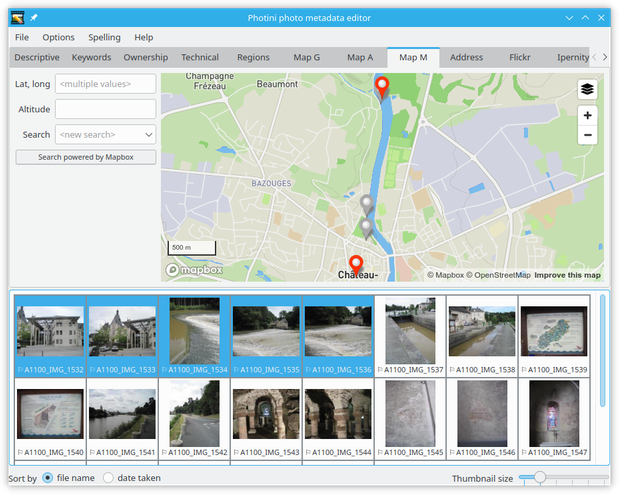 Photini photo metadata editor
File Options Spelling Help
Descriptive Keywords Ownership Technical Regions Map G Map A Map M Address Flickr Ipernity
Lat, long <multiple values>
Altitude
Search <new search>
Search powered by Mapbox
Champagne
Frézeau
Beaumont
BAZOUGES
500 m
mapbox
Château-
© Mapbox © OpenStreetMap Improve this map
A1100_IMG_1532 A1100_IMG_1533 A1100_IMG_1534 A1100_IMG_1535 A1100_IMG_1536 A1100_IMG_1537 A1100_IMG_1538 A1100_IMG_1539
A1100_IMG_1540 A1100_IMG_1541 A1100_IMG_1542 A1100_IMG_1543 A1100_IMG_1544 A1100_IMG_1545 A1100_IMG_1546 A1100_IMG_1547
Sort by file name date taken Thumbnail size